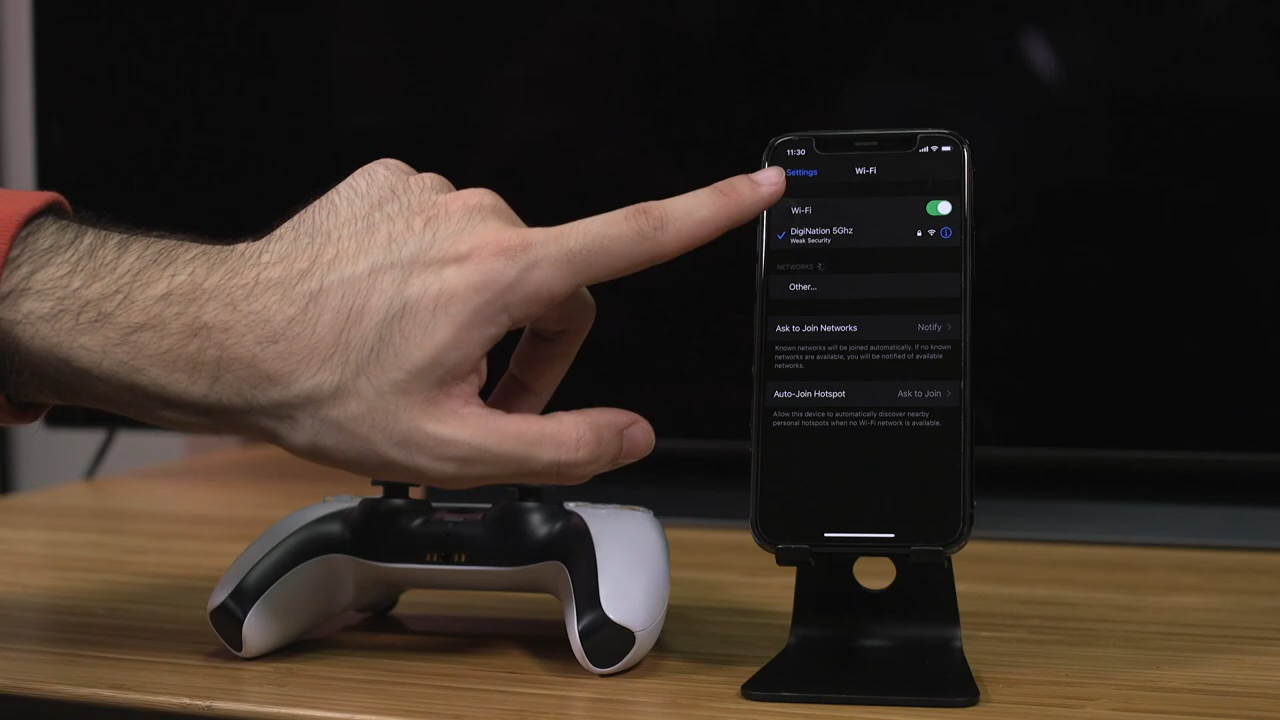 11:30
Settings
Wi-Fi
Wi-Fi
DigiNation 5Ghz
Weak Security
NETWORKS
Other...
Ask to Join Networks
Notify
Known networks will be joined automatically. If no known
networks are available, you will be notified of available
networks.
Auto-Join Hotspot
Ask to Join
Allow this device to automatically discover nearby
personal hotspots when no Wi-Fi network is available.